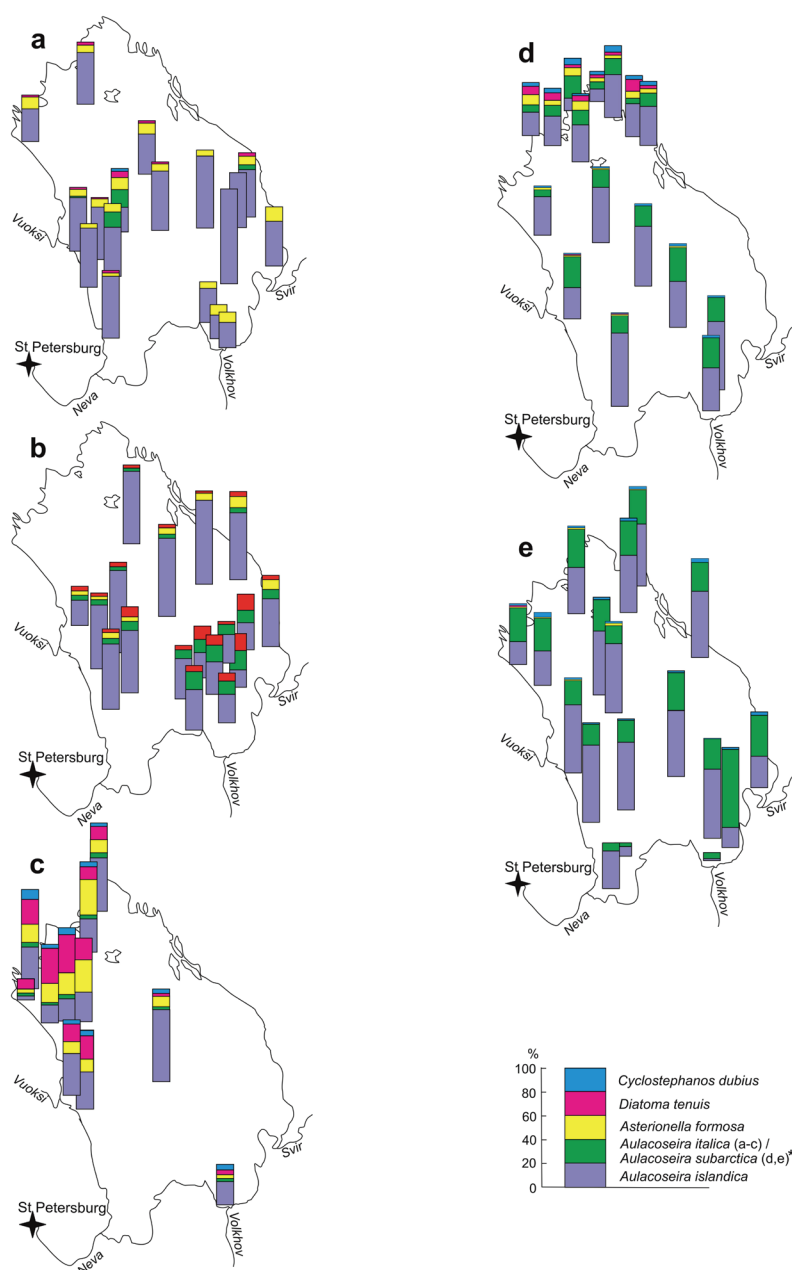 a
Vuoksi
Svir
St Petersburg
Neva
Volkhov
b
Vuoksi
Svir
St Petersburg
Neva
Volkhov
c
Vuoksi
Svir
St Petersburg
Neva
Volkhov
d
Vuoksi
Svir
St Petersburg
Neva
Volkhov
e
Vuoksi
Svir
St Petersburg
Neva
Volkhov
%
100
80
60
40
20
0
Cyclostephanos dubius
Diatoma tenuis
Asterionella formosa
Aulacoseira italica (a-c) /
Aulacoseira subarctica (d,e)*
Aulacoseira islandica